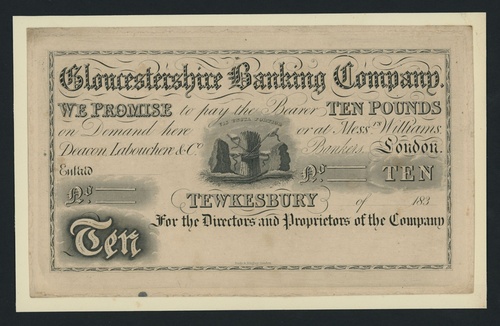 Gloucestershire Banking Company.
WE PROMISE to pay the Bearer TEN POUNDS
on Demand here or at Mess.rs Williams
Deacon, Labouchere & Co. Bankers, London.
Ent.d No. No. TEN
TEWKESBURY of 183
Ten For the Directors and Proprietors of the Company